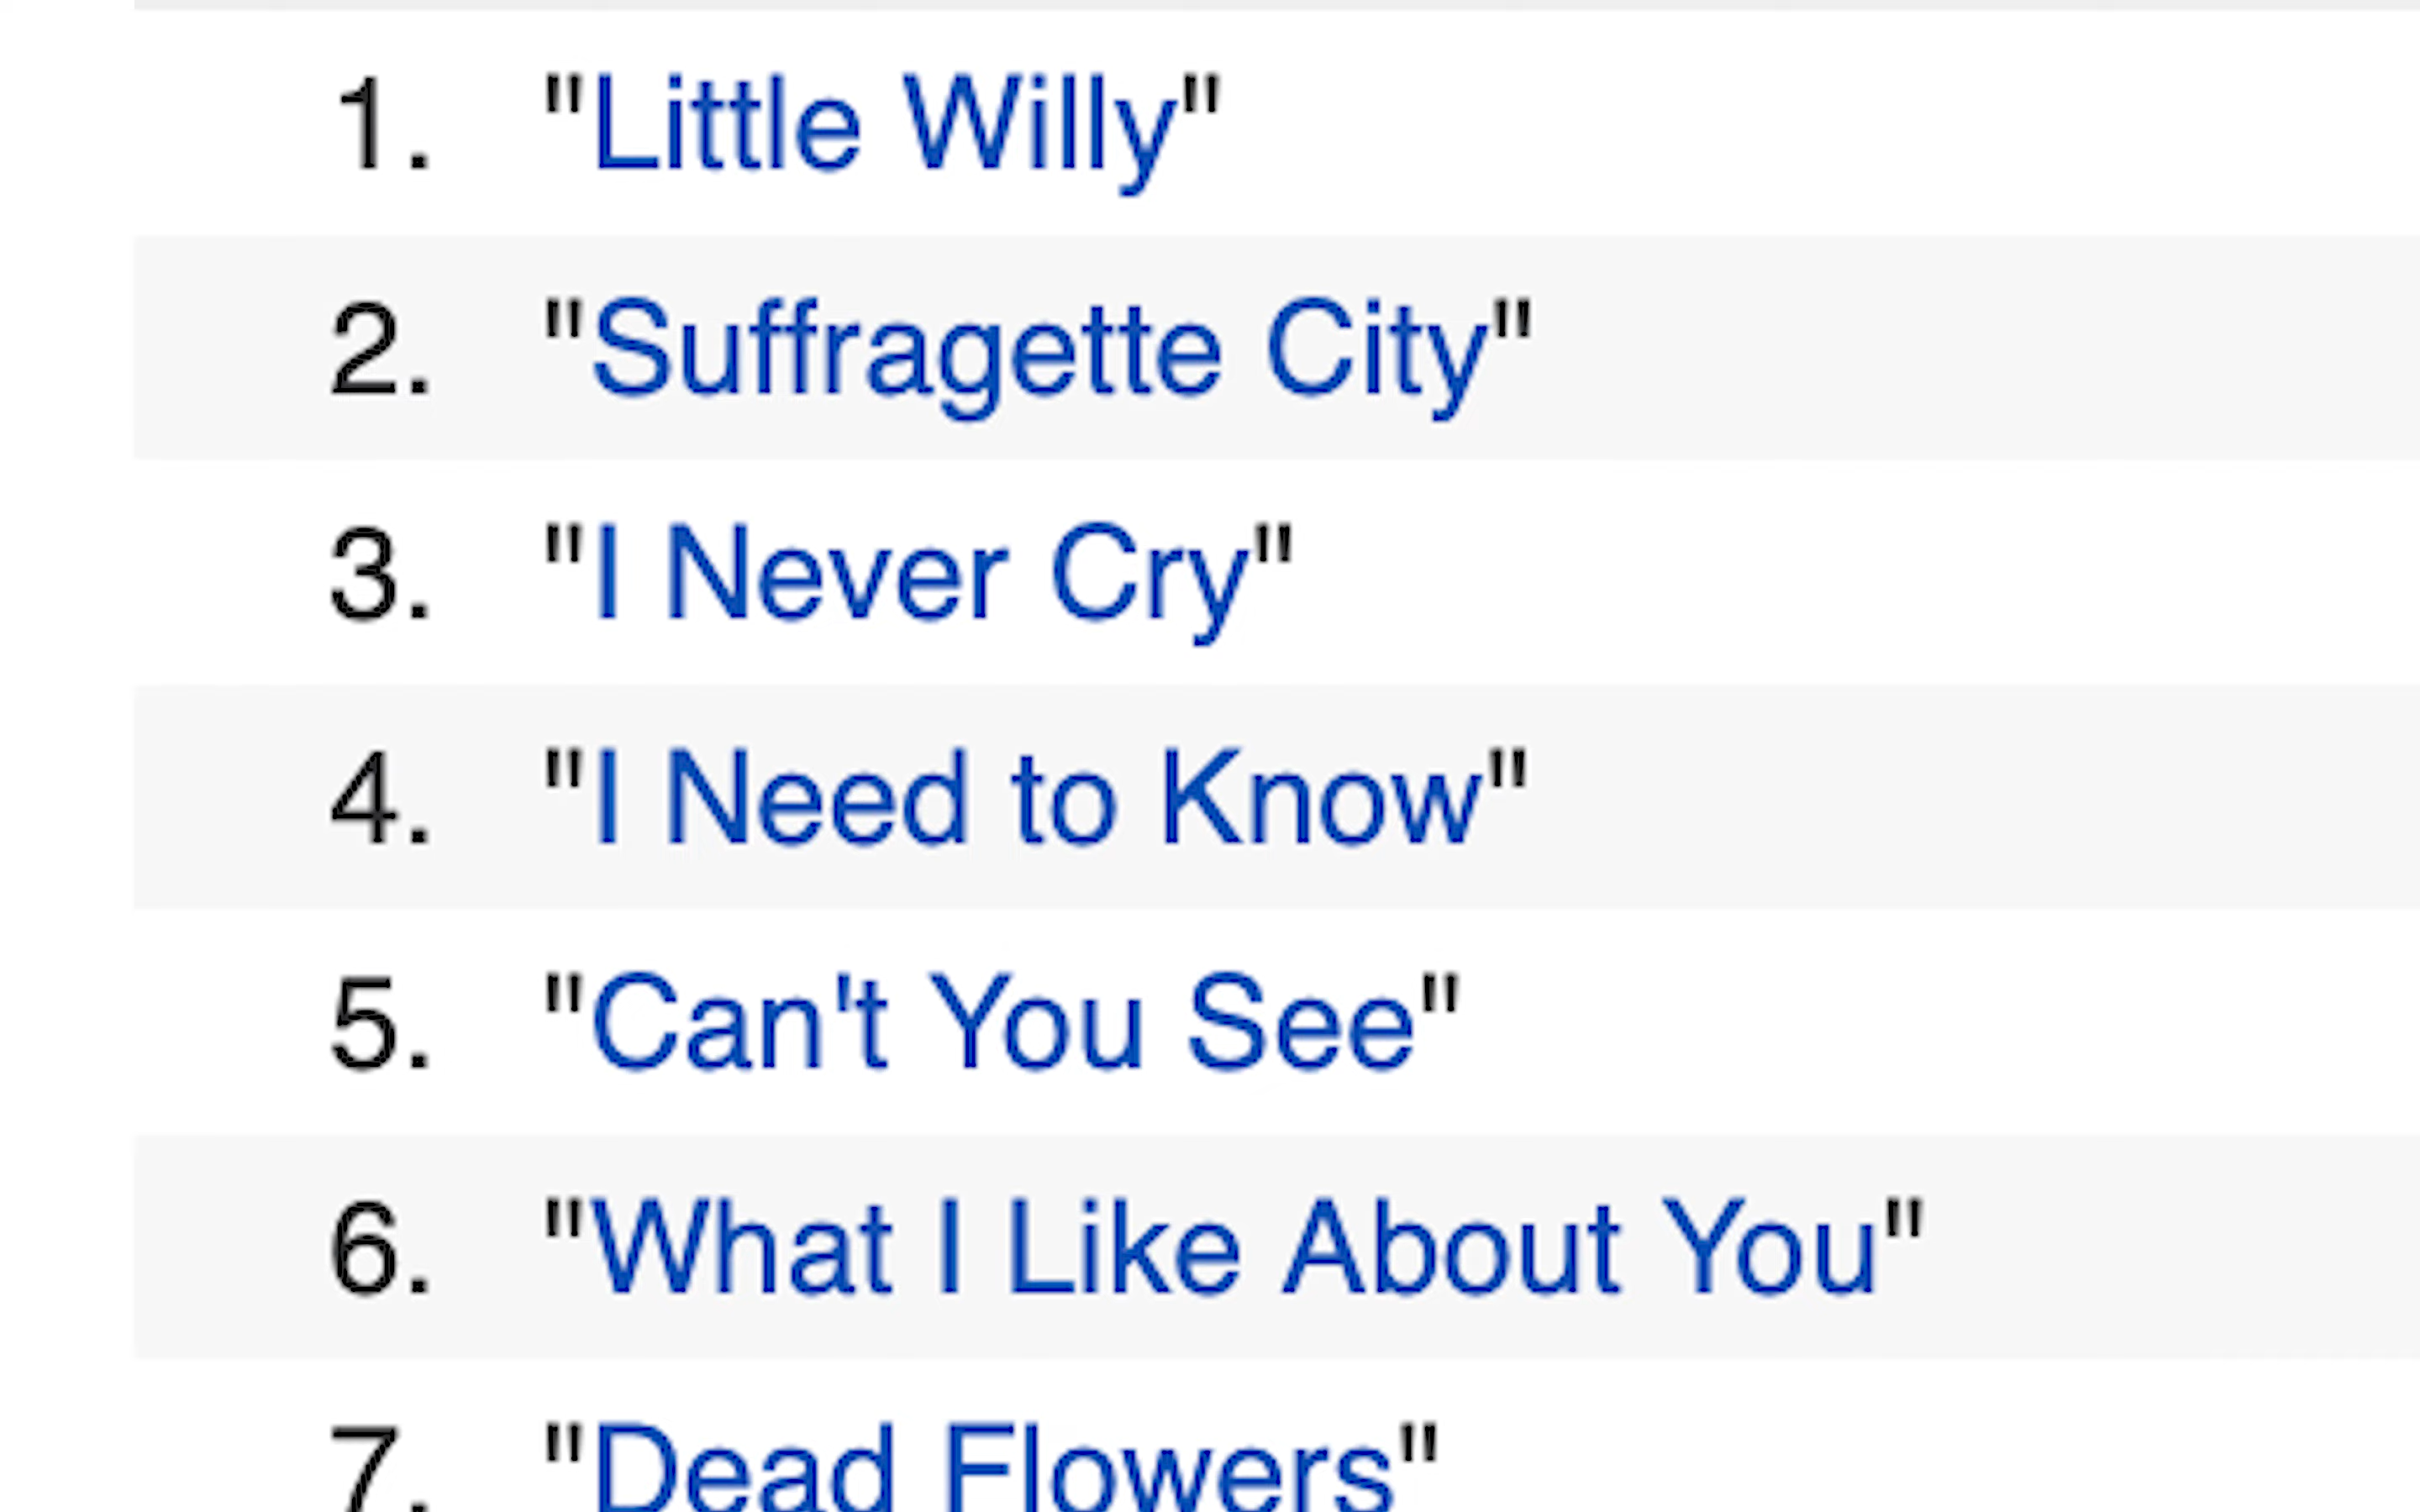 1. "Little Willy"
2. "Suffragette City"
3. "I Never Cry"
4. "I Need to Know"
5. "Can't You See"
6. "What I Like About You"
7. "Dead Flowers"